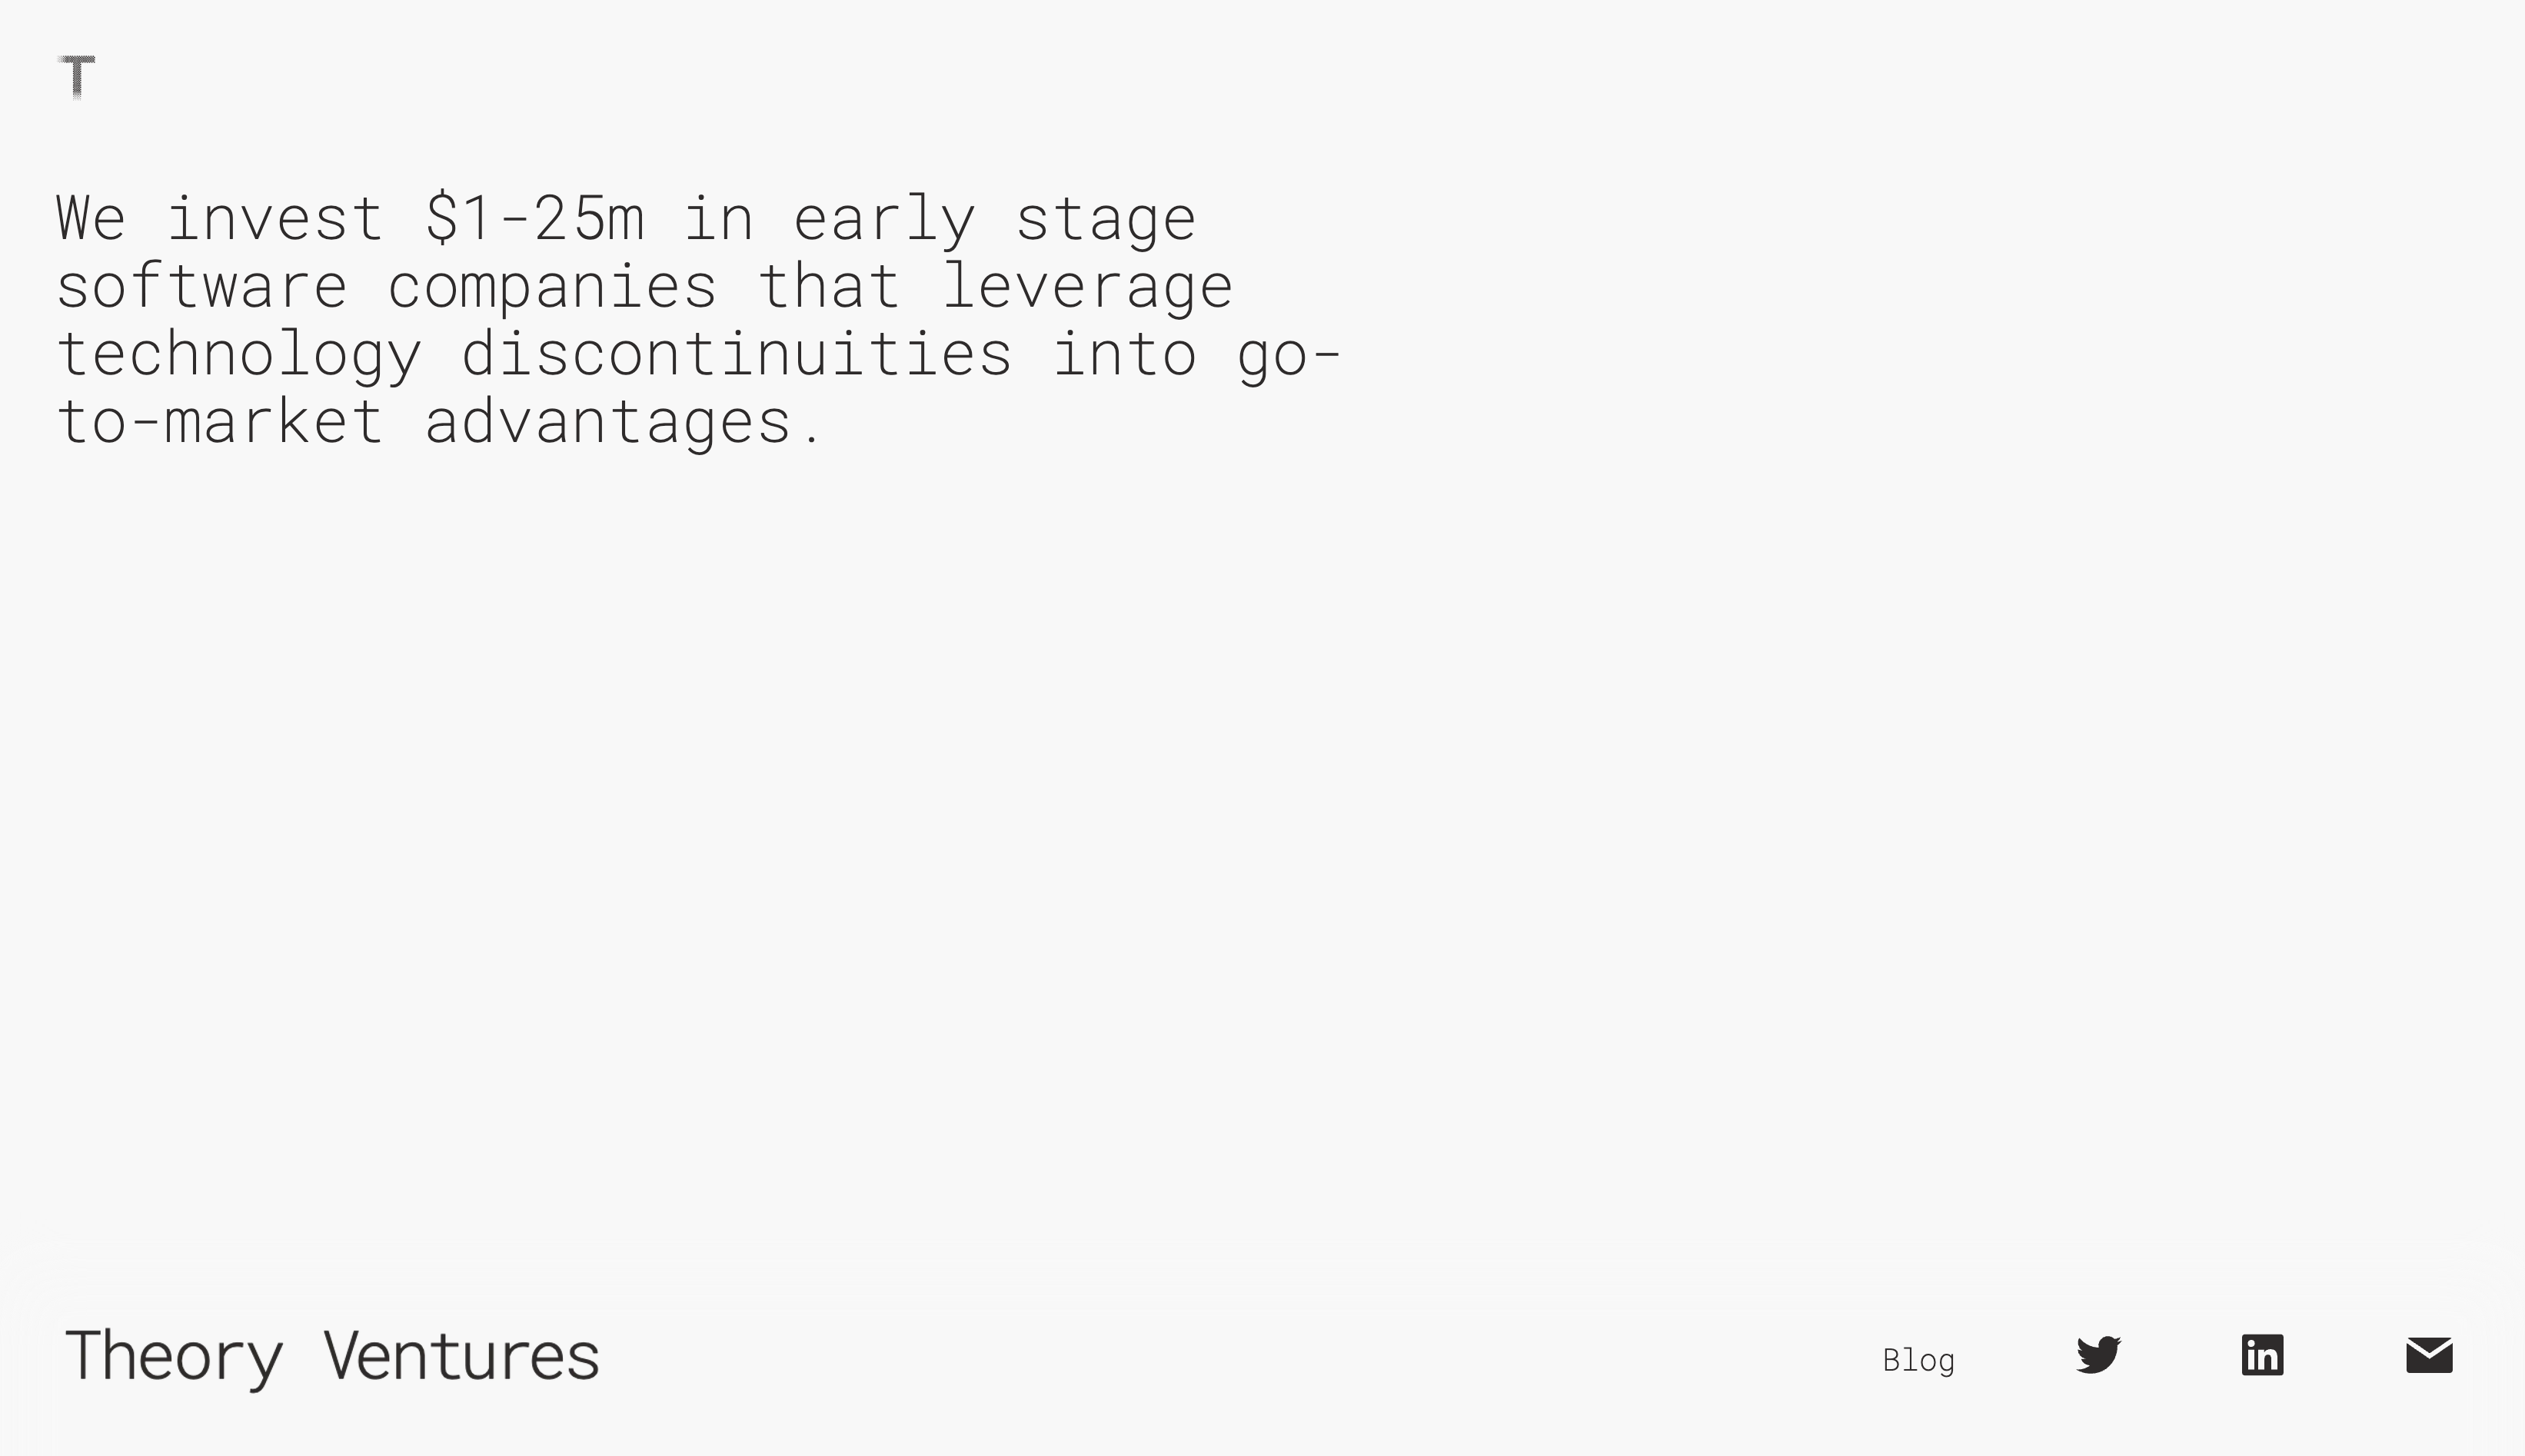 T
We invest $1-25m in early stage
software companies that leverage
technology discontinuities into go-
to-market advantages.
Theory Ventures
Blog
in